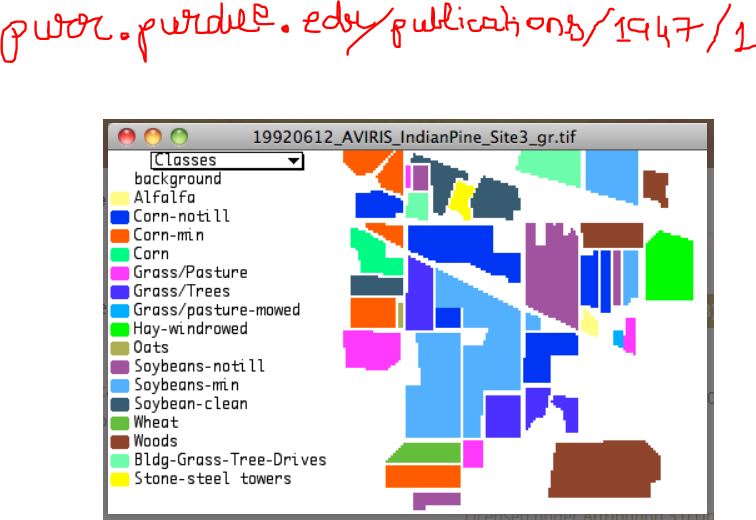 purr.purdue.edu/publications/1947/1
19920612_AVIRIS_IndianPine_Site3_gr.tif
Classes
background
Alfalfa
Corn-notill
Corn-min
Corn
Grass/Pasture
Grass/Trees
Grass/pasture-mowed
Hay-windrowed
Oats
Soybeans-notill
Soybeans-min
Soybean-clean
Wheat
Woods
Bldg-Grass-Tree-Drives
Stone-steel towers